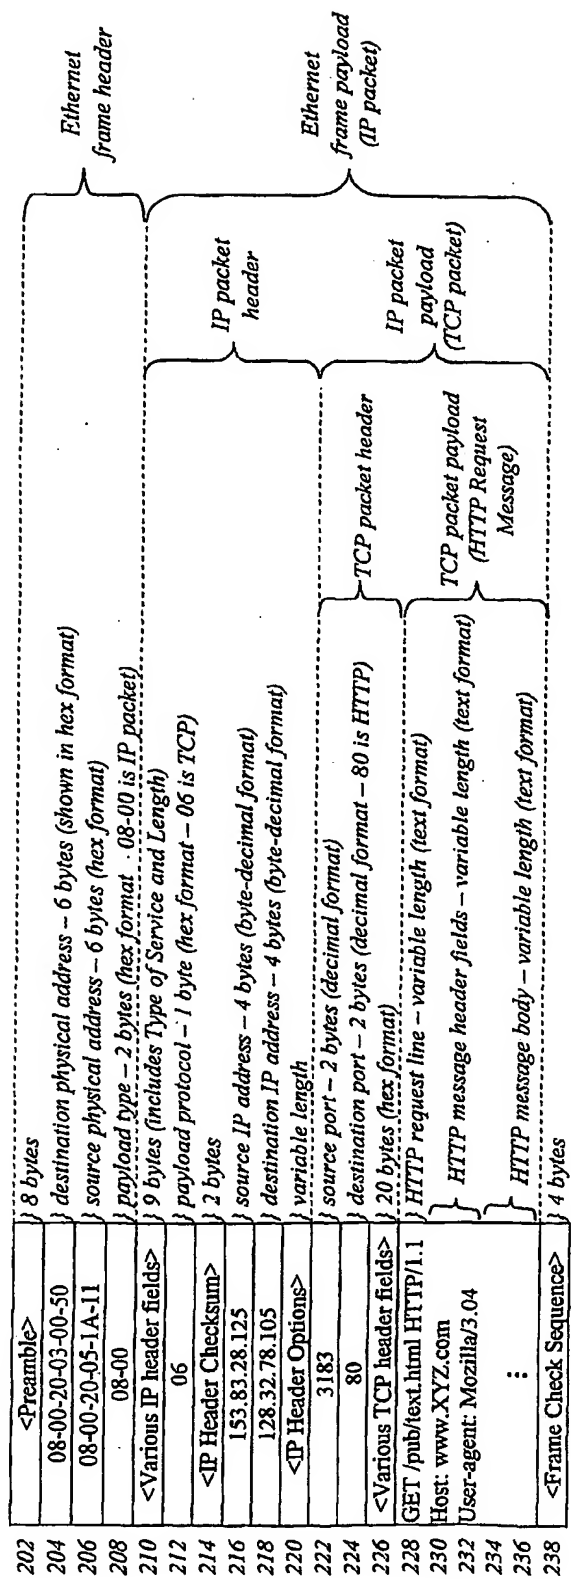 202 <Preamble> } 8 bytes
204 08-00-20-03-00-50 } destination physical address – 6 bytes (shown in hex format)
206 08-00-20-05-1A-11 } source physical address – 6 bytes (hex format)
208 08-00 } payload type – 2 bytes (hex format . 08-00 is IP packet)
210 <Various IP header fields> } 9 bytes (includes Type of Service and Length)
212 06 } payload protocol – 1 byte (hex format – 06 is TCP)
214 <IP Header Checksum> } 2 bytes
216 153.83.28.125 } source IP address – 4 bytes (byte-decimal format)
218 128.32.78.105 } destination IP address – 4 bytes (byte-decimal format)
220 <IP Header Options> } variable length
222 3183 } source port – 2 bytes (decimal format)
224 80 } destination port – 2 bytes (decimal format – 80 is HTTP)
226 <Various TCP header fields> } 20 bytes (hex format)
228 GET /pub/text.html HTTP/1.1 } HTTP request line – variable length (text format)
230 Host: www.XYZ.com
232 User-agent: Mozilla/3.04
HTTP message header fields – variable length (text format)
234
236 ...
HTTP message body – variable length (text format)
238 <Frame Check Sequence> } 4 bytes
TCP packet header
TCP packet payload
(HTTP Request
Message)
IP packet
header
IP packet
payload
(TCP packet)
Ethernet
frame header
Ethernet
frame payload
(IP packet)